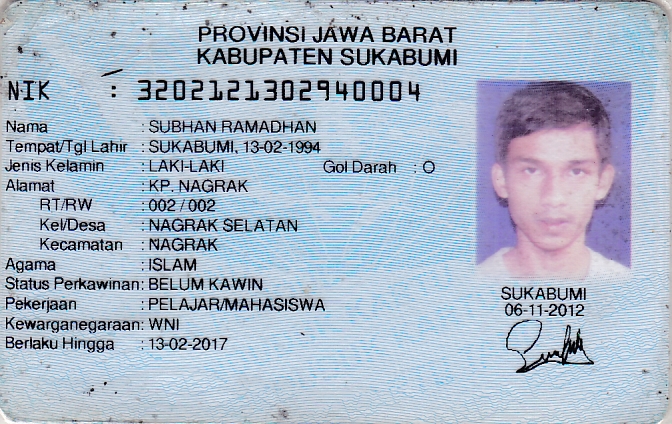 PROVINSI JAWA BARAT
KABUPATEN SUKABUMI
NIK : 3202121302940004
Nama : SUBHAN RAMADHAN
Tempat/Tgl Lahir : SUKABUMI, 13-02-1994
Jenis Kelamin : LAKI-LAKI Gol Darah : O
Alamat : KP. NAGRAK
RT/RW : 002 / 002
Kel/Desa : NAGRAK SELATAN
Kecamatan : NAGRAK
Agama : ISLAM
Status Perkawinan: BELUM KAWIN
Pekerjaan : PELAJAR/MAHASISWA
Kewarganegaraan: WNI
Berlaku Hingga : 13-02-2017
SUKABUMI
06-11-2012